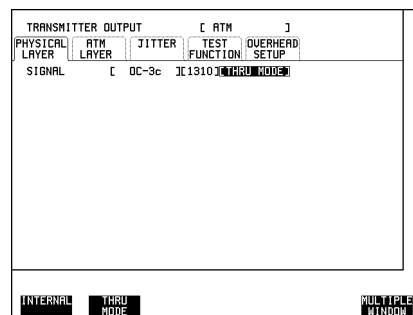 TRANSMITTER OUTPUT [ ATM ]
PHYSICAL LAYER ATM LAYER JITTER TEST FUNCTION OVERHEAD SETUP
SIGNAL [ OC-3c ][1310][THRU MODE]
INTERNAL THRU MODE MULTIPLE WINDOW